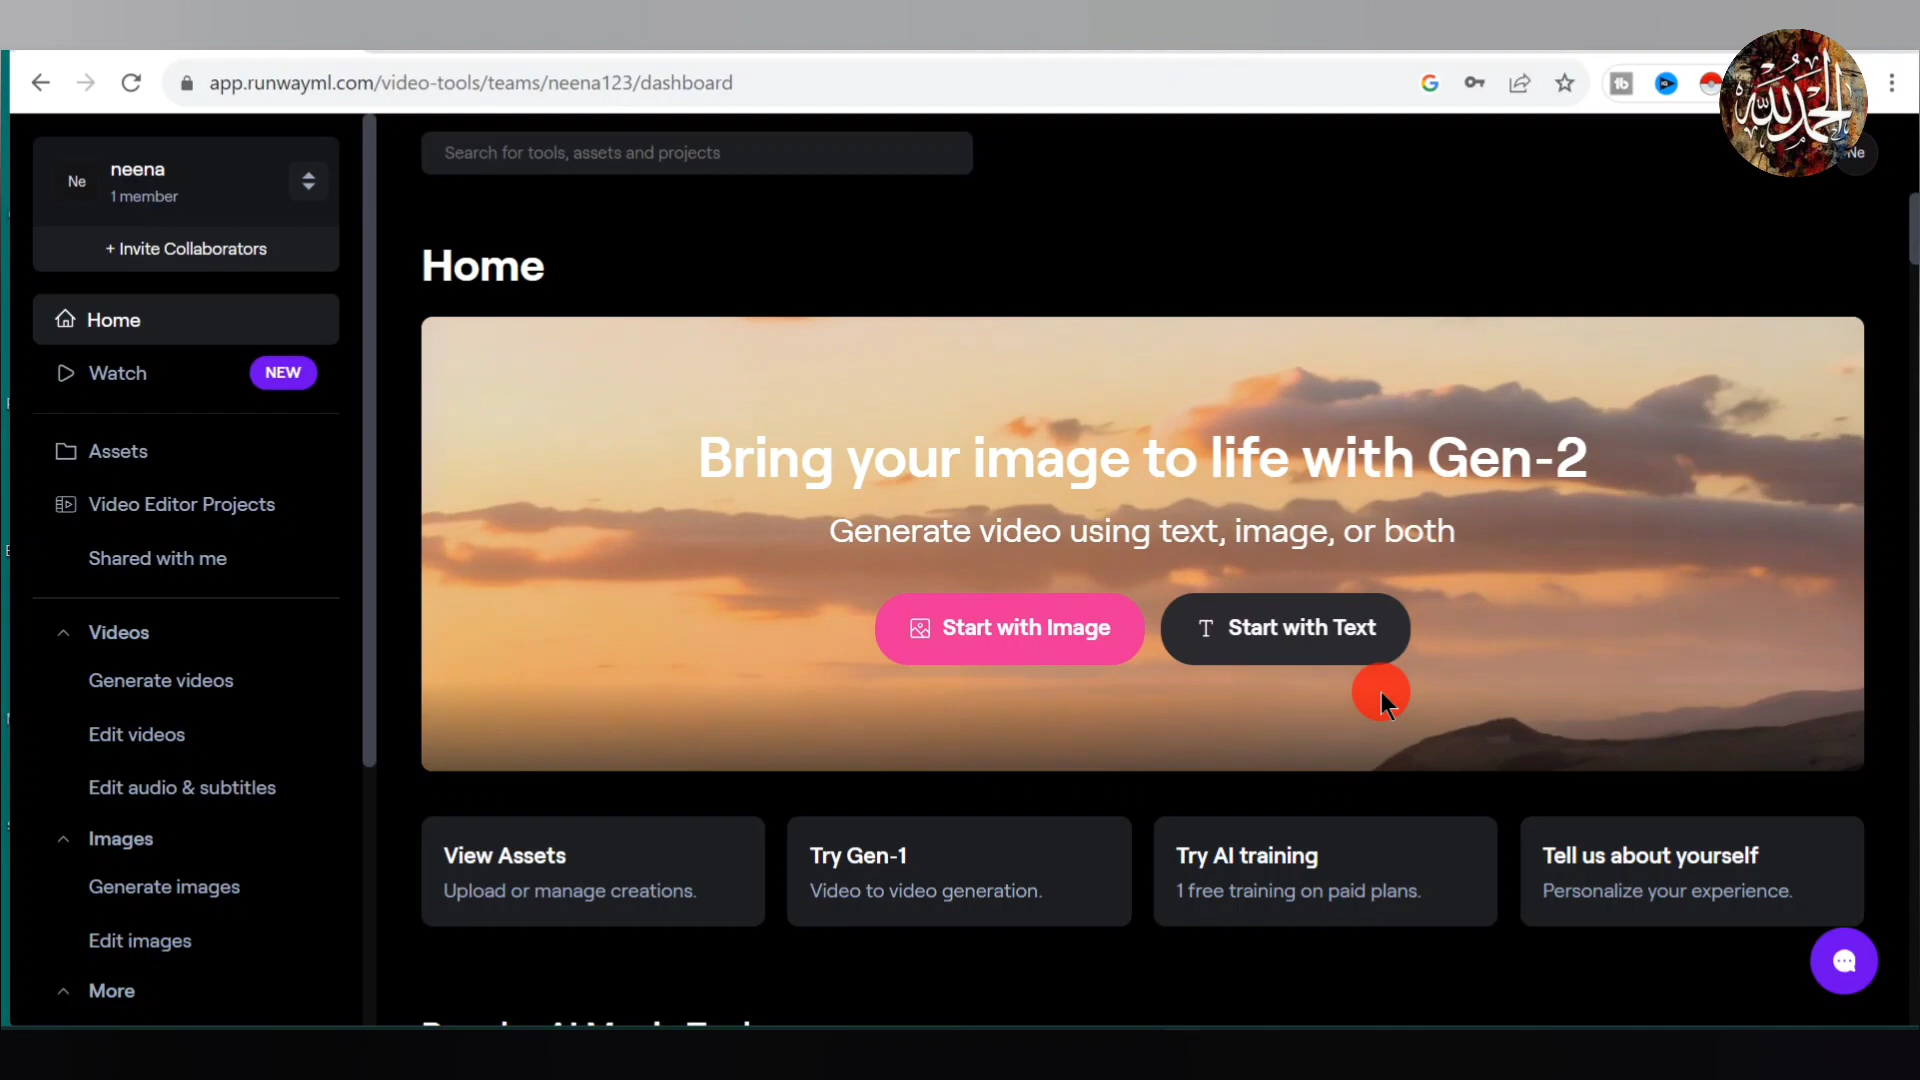 app.runwayml.com/video-tools/teams/neena123/dashboard
الحمد لله
Ne
Ne
neena
1 member
+ Invite Collaborators
Search for tools, assets and projects
Home
Watch
NEW
Assets
Video Editor Projects
Shared with me
Videos
Generate videos
Edit videos
Edit audio & subtitles
Images
Generate images
Edit images
More
Home
Bring your image to life with Gen-2
Generate video using text, image, or both
Start with Image
T Start with Text
View Assets
Upload or manage creations.
Try Gen-1
Video to video generation.
Try AI training
1 free training on paid plans.
Tell us about yourself
Personalize your experience.